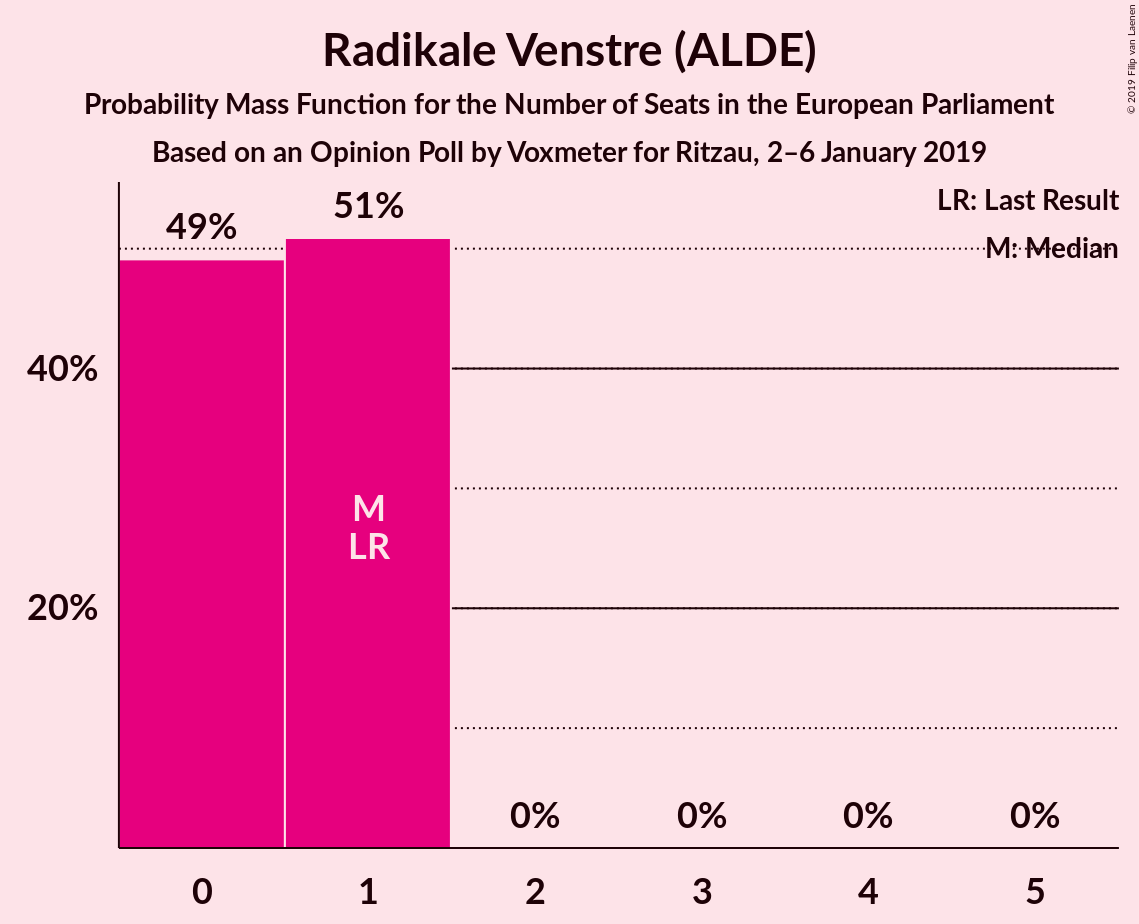 Radikale Venstre (ALDE)
Probability Mass Function for the Number of Seats in the European Parliament
Based on an Opinion Poll by Voxmeter for Ritzau, 2–6 January 2019
© 2019 Filip van Laenen
LR: Last Result
M: Median
49%
51%
40%
20%
M
LR
0%
0%
0%
0%
0
1
2
3
4
5